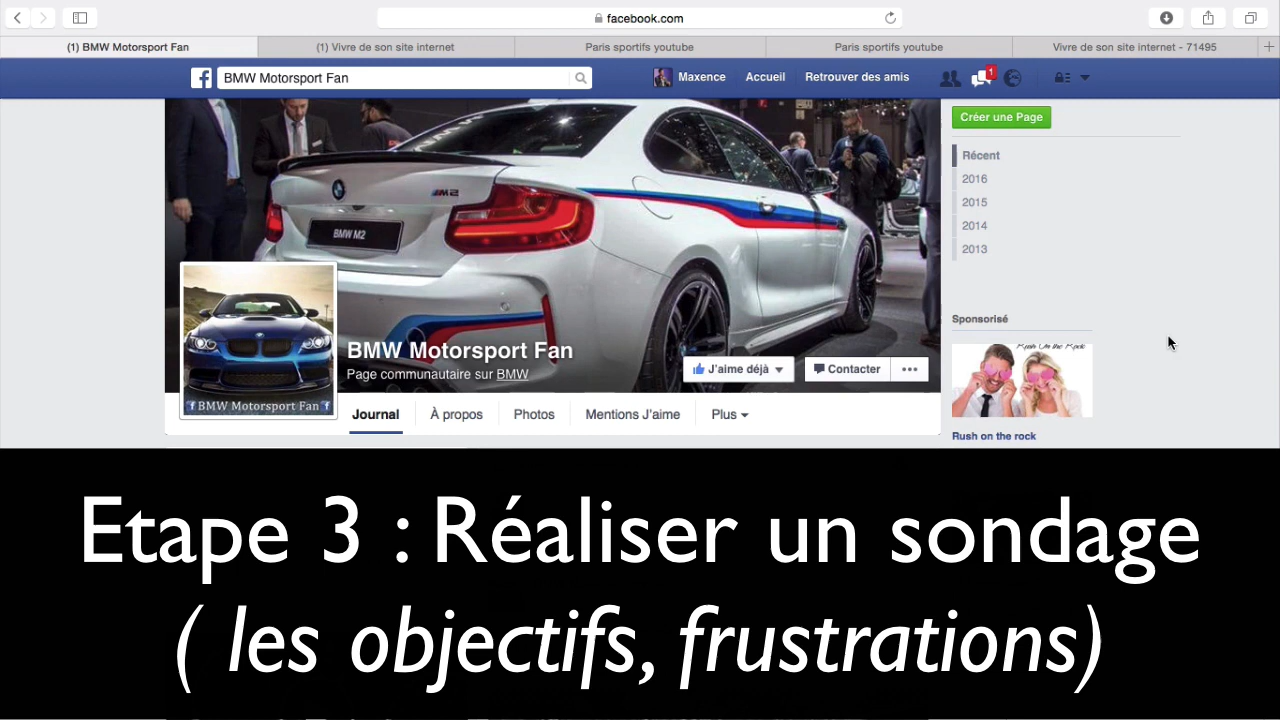 facebook.com
(1) BMW Motorsport Fan
(1) Vivre de son site internet
Paris sportifs youtube
Paris sportifs youtube
Vivre de son site internet - 71495
BMW Motorsport Fan
Maxence
Accueil
Retrouver des amis
1
Créer une Page
Récent
2016
2015
2014
2013
M2
BMW M2
BMW Motorsport Fan
BMW Motorsport Fan
Page communautaire sur BMW
J'aime déjà
Contacter
Journal
À propos
Photos
Mentions J'aime
Plus
Sponsorisé
Rush on the rock
Etape 3 : Réaliser un sondage
( les objectifs, frustrations)